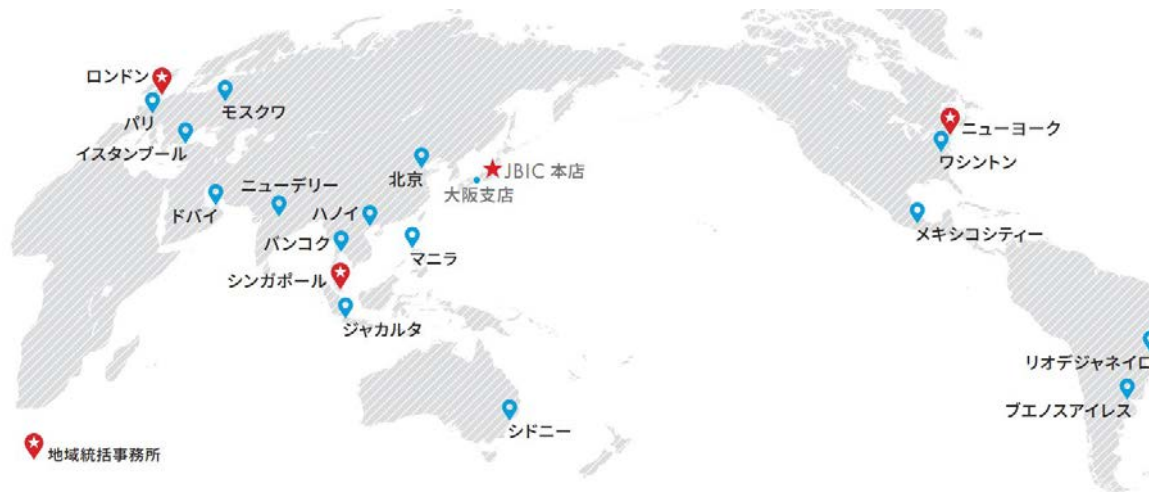 ロンドン
モスクワ
パリ
イスタンブール
ニューヨーク
ワシントン
北京
JBIC 本店
大阪支店
ニューデリー
ドバイ
ハノイ
バンコク
マニラ
メキシコシティー
シンガポール
ジャカルタ
リオデジャネイロ
ブエノスアイレス
シドニー
地域統括事務所